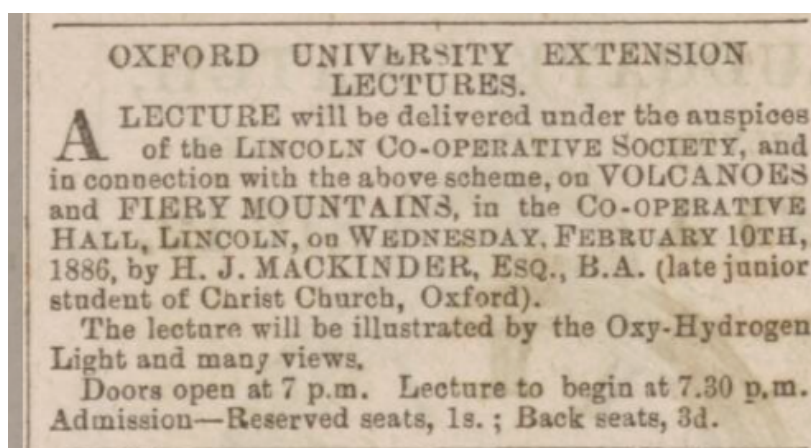 OXFORD UNIVERSITY EXTENSION
LECTURES.
A LECTURE will be delivered under the auspices
of the LINCOLN CO-OPERATIVE SOCIETY, and
in connection with the above scheme, on VOLCANOES
and FIERY MOUNTAINS, in the CO-OPERATIVE
HALL, LINCOLN, on WEDNESDAY, FEBRUARY 10TH,
1886, by H. J. MACKINDER, ESQ., B.A. (late junior
student of Christ Church, Oxford).
The lecture will be illustrated by the Oxy-Hydrogen
Light and many views.
Doors open at 7 p.m. Lecture to begin at 7.30 p.m.
Admission—Reserved seats, 1s. ; Back seats, 3d.